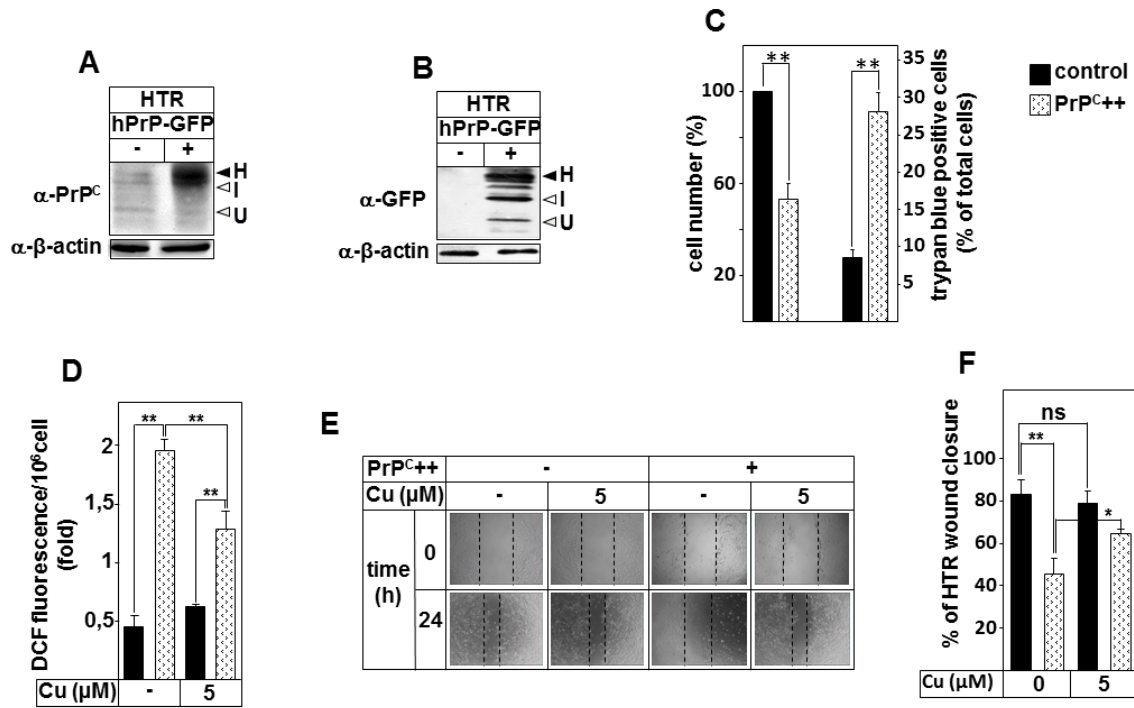 A
HTR
hPrP-GFP
- +
α-PrPᶜ
H
I
U
α-β-actin
B
HTR
hPrP-GFP
- +
α-GFP
H
I
U
α-β-actin
C
cell number (%)
100
60
20
** **
35
30
25
20
15
10
5
trypan blue positive cells
(% of total cells)
control
PrPᶜ++
D
DCF fluorescence/10⁶cell
(fold)
2
1,5
1
0,5
** **
**
Cu (µM) - 5
E
PrPᶜ++ - +
Cu (µM) - 5 - 5
time
(h)
0
24
F
% of HTR wound closure
100
80
60
40
20
ns
**
*
Cu (µM) 0 5